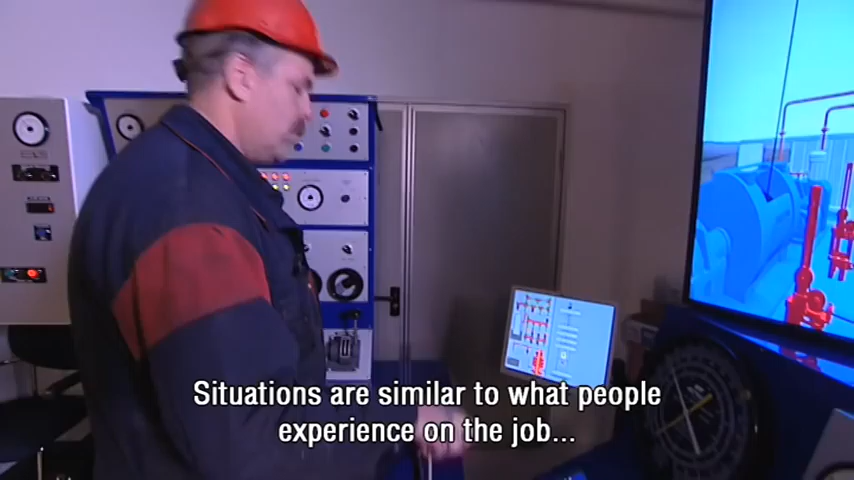 Situations are similar to what people
experience on the job...